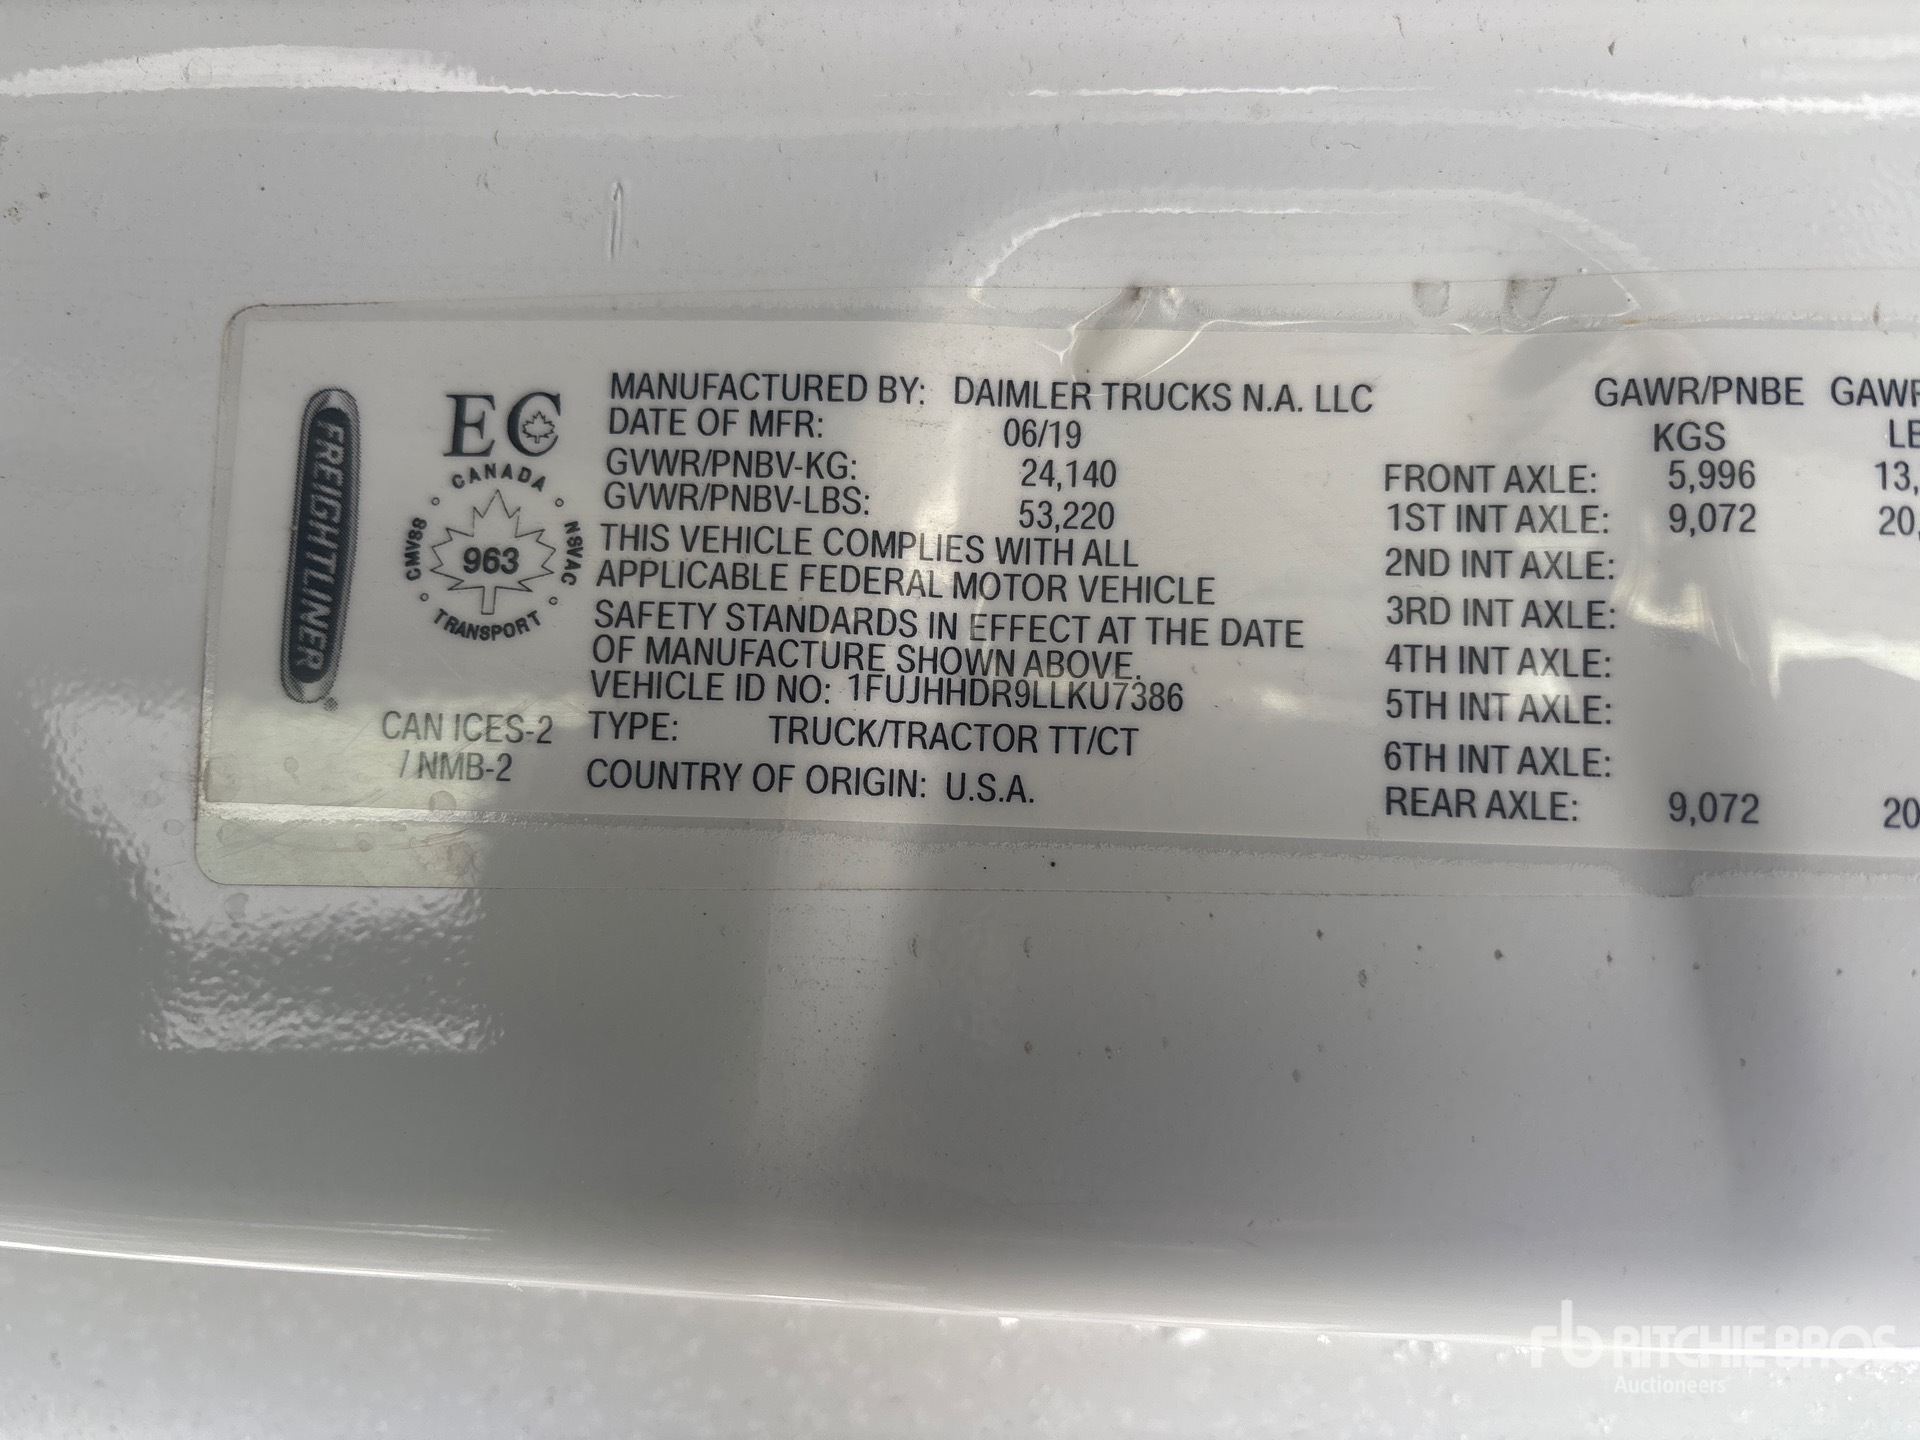 FREIGHTLINER
EC
CANADA
CMVSS
963
NSVAC
TRANSPORT
CAN ICES-2
/ NMB-2
MANUFACTURED BY: DAIMLER TRUCKS N.A. LLC
DATE OF MFR: 06/19
GVWR/PNBV-KG: 24,140
GVWR/PNBV-LBS: 53,220
THIS VEHICLE COMPLIES WITH ALL
APPLICABLE FEDERAL MOTOR VEHICLE
SAFETY STANDARDS IN EFFECT AT THE DATE
OF MANUFACTURE SHOWN ABOVE.
VEHICLE ID NO: 1FUJHHDR9LLKU7386
TYPE: TRUCK/TRACTOR TT/CT
COUNTRY OF ORIGIN: U.S.A.
GAWR/PNBE
KGS
FRONT AXLE: 5,996 13,
1ST INT AXLE: 9,072 20,
2ND INT AXLE:
3RD INT AXLE:
4TH INT AXLE:
5TH INT AXLE:
6TH INT AXLE:
REAR AXLE: 9,072 20
rb RITCHIE BROS
Auctioneers